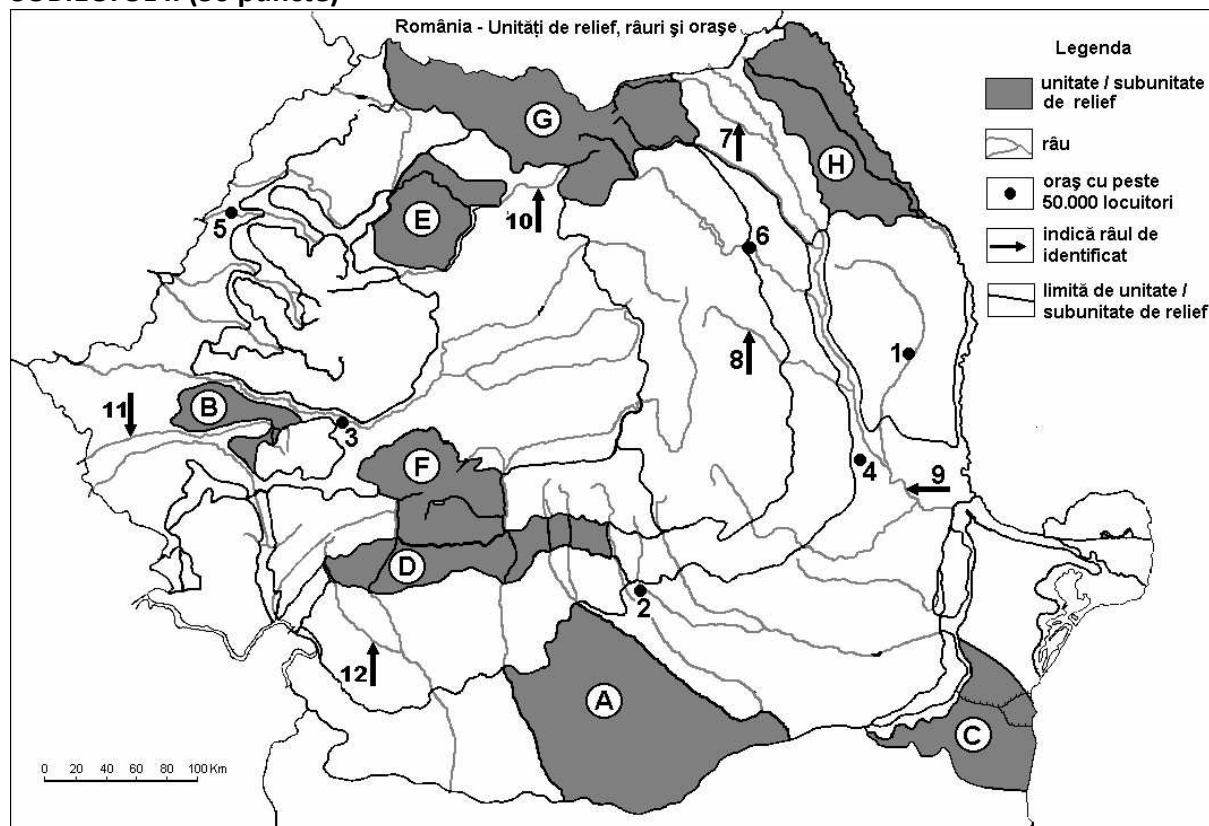 România - Unităţi de relief, râuri şi oraşe
Legenda
unitate / subunitate
de relief
râu
oraş cu peste
50.000 locuitori
indică râul de
identificat
limită de unitate /
subunitate de relief
G
H
7
E
10
5
6
1
8
B
11
3
F
4
9
D
2
12
A
C
0 20 40 60 80 100 Km